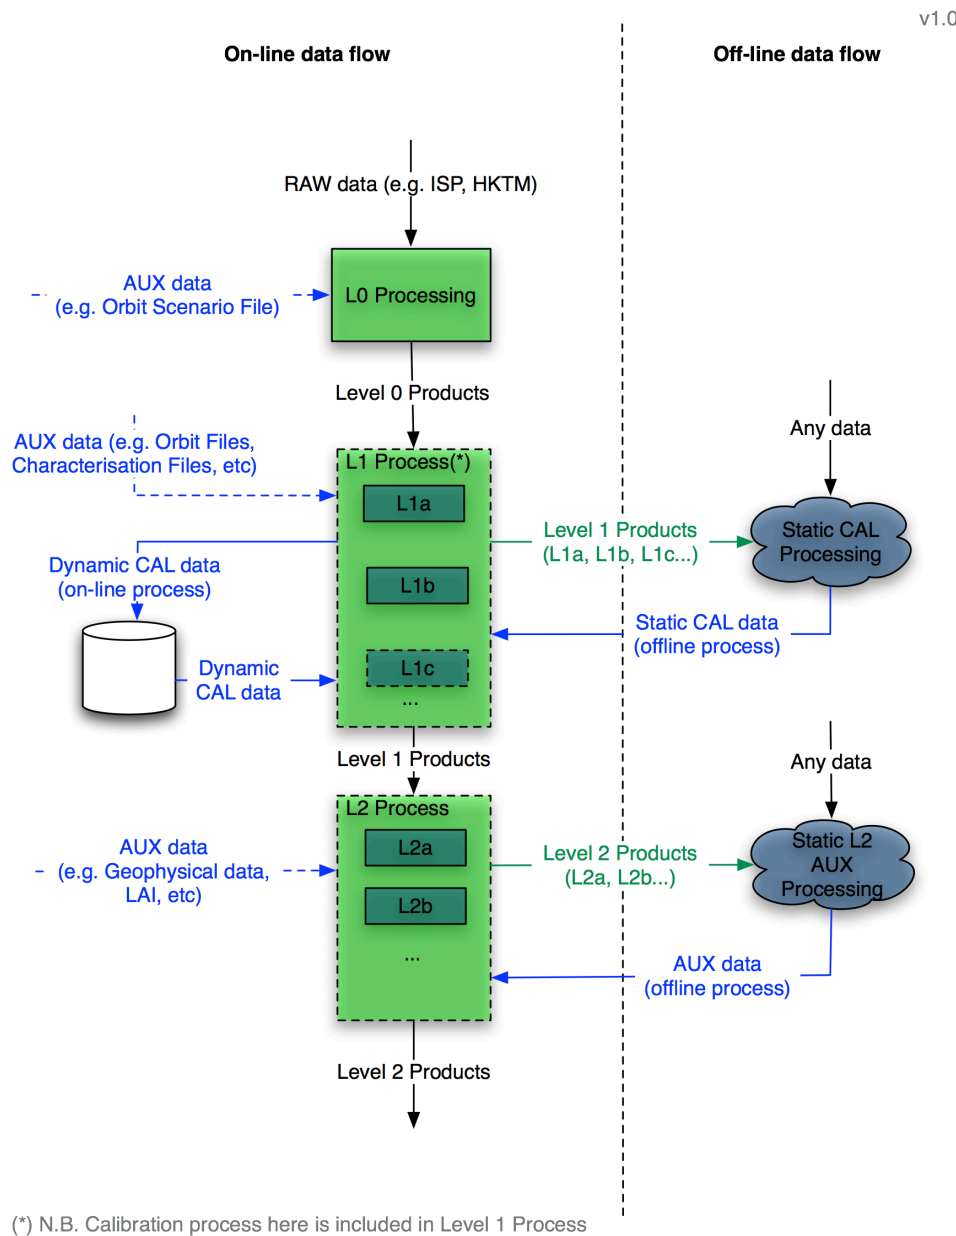 v1.0
On-line data flow
Off-line data flow
RAW data (e.g. ISP, HKTM)
AUX data
(e.g. Orbit Scenario File)
L0 Processing
Level 0 Products
AUX data (e.g. Orbit Files,
Characterisation Files, etc)
L1 Process(*)
L1a
Any data
Level 1 Products
(L1a, L1b, L1c...)
Static CAL
Processing
Dynamic CAL data
(on-line process)
L1b
Static CAL data
(offline process)
Dynamic
CAL data
L1c
...
Level 1 Products
Any data
L2 Process
AUX data
(e.g. Geophysical data,
LAI, etc)
L2a
L2b
...
Level 2 Products
(L2a, L2b...)
Static L2
AUX
Processing
AUX data
(offline process)
Level 2 Products
(*) N.B. Calibration process here is included in Level 1 Process